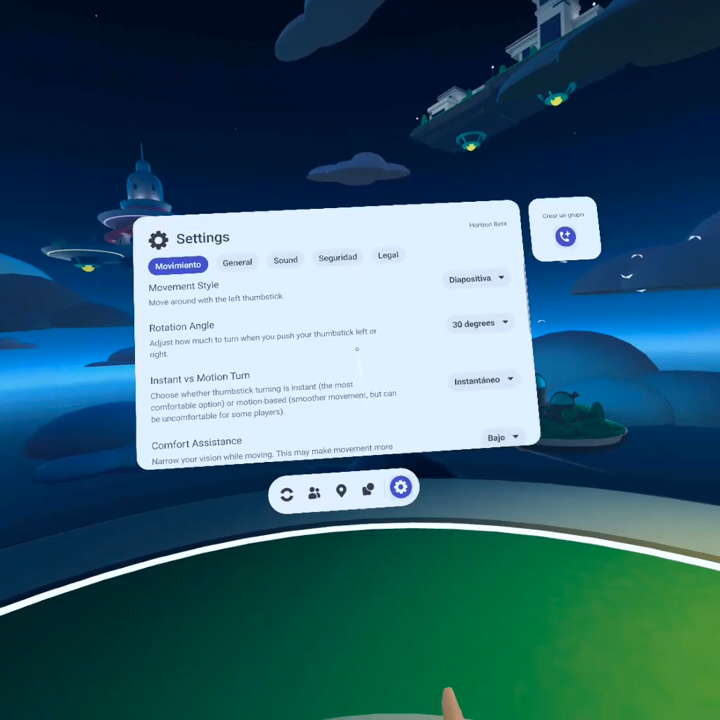 Settings
Horizon Beta
Crear un grupo
Movimiento
General
Sound
Seguridad
Legal
Movement Style
Move around with the left thumbstick.
Diapositiva
Rotation Angle
Adjust how much to turn when you push your thumbstick left or
right.
30 degrees
Instant vs Motion Turn
Choose whether thumbstick turning is instant (the most
comfortable option) or motion-based (smoother movement, but can
be uncomfortable for some players).
Instantáneo
Comfort Assistance
Narrow your vision while moving. This may make movement more
Bajo